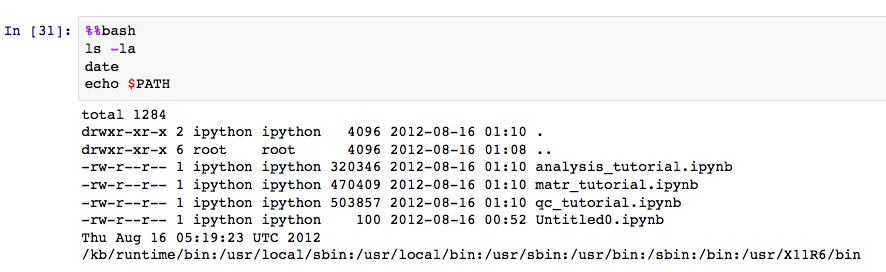 In [31]: %%bash
ls -la
date
echo $PATH
total 1284
drwxr-xr-x 2 ipython ipython   4096 2012-08-16 01:10 .
drwxr-xr-x 6 root    root      4096 2012-08-16 01:08 ..
-rw-r--r-- 1 ipython ipython 320346 2012-08-16 01:10 analysis_tutorial.ipynb
-rw-r--r-- 1 ipython ipython 470409 2012-08-16 01:10 matr_tutorial.ipynb
-rw-r--r-- 1 ipython ipython 503857 2012-08-16 01:10 qc_tutorial.ipynb
-rw-r--r-- 1 ipython ipython    100 2012-08-16 00:52 Untitled0.ipynb
Thu Aug 16 05:19:23 UTC 2012
/kb/runtime/bin:/usr/local/sbin:/usr/local/bin:/usr/sbin:/usr/bin:/sbin:/bin:/usr/X11R6/bin